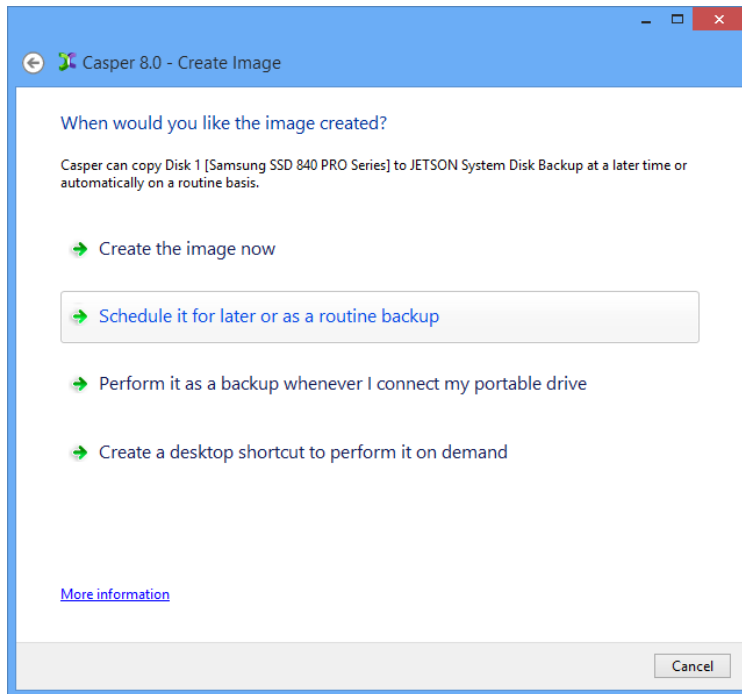 Casper 8.0 - Create Image
When would you like the image created?
Casper can copy Disk 1 [Samsung SSD 840 PRO Series] to JETSON System Disk Backup at a later time or
automatically on a routine basis.
Create the image now
Schedule it for later or as a routine backup
Perform it as a backup whenever I connect my portable drive
Create a desktop shortcut to perform it on demand
More information
Cancel